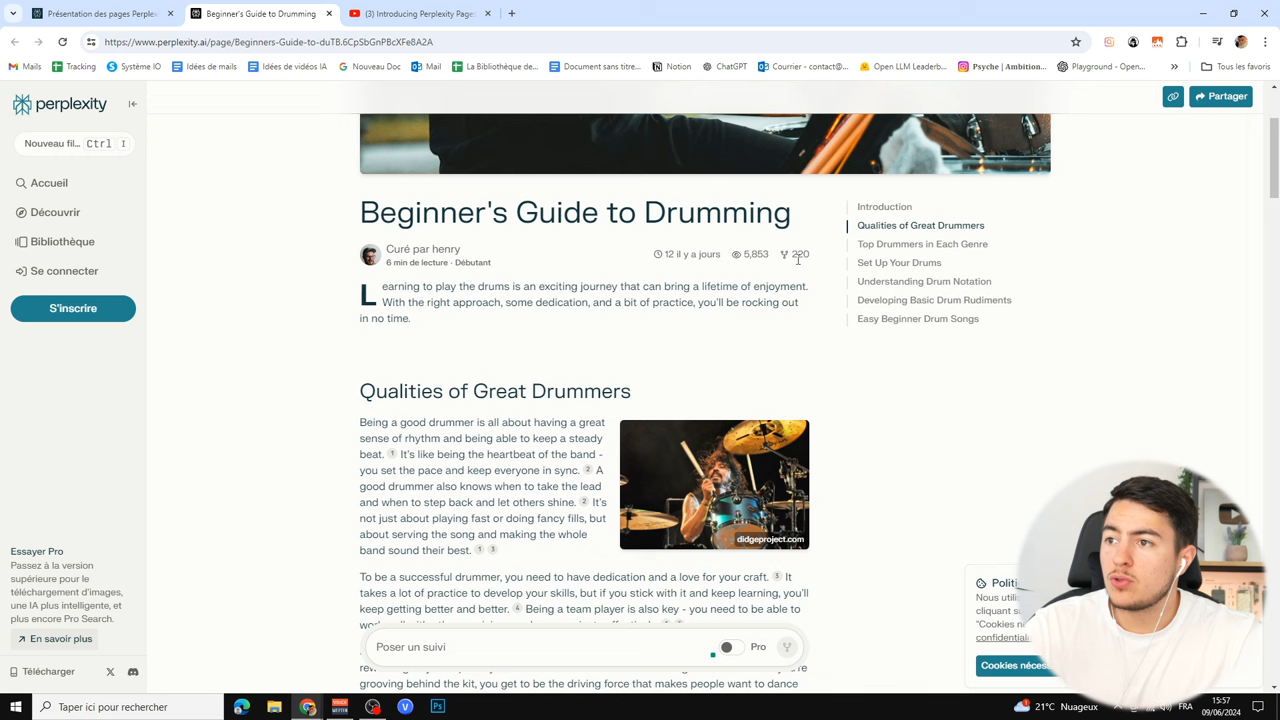 Présentation des pages Perplex
Beginner's Guide to Drumming
(3) Introducing Perplexity Pages
https://www.perplexity.ai/page/Beginners-Guide-to-duTB.6CpSbGnPBcXFe8A2A
Mails
Tracking
Système IO
Idées de mails
Idées de vidéos IA
Nouveau Doc
La Bibliothèque de...
Mail
Document sans titre...
Notion
ChatGPT
Courrier - contact@...
Open LLM Leaderb...
Psyche | Ambition...
Playground - Open...
»
Tous les favoris
perplexity
Partager
Nouveau fil... Ctrl I
Accueil
Découvrir
Bibliothèque
Se connecter
S'inscrire
Beginner's Guide to Drumming
Curé par henry
6 min de lecture · Débutant
12 il y a jours 5,853 220
Learning to play the drums is an exciting journey that can bring a lifetime of enjoyment.
With the right approach, some dedication, and a bit of practice, you'll be rocking out
in no time.
Introduction
Qualities of Great Drummers
Top Drummers in Each Genre
Set Up Your Drums
Understanding Drum Notation
Developing Basic Drum Rudiments
Easy Beginner Drum Songs
Qualities of Great Drummers
Being a good drummer is all about having a great
sense of rhythm and being able to keep a steady
beat. 1 It's like being the heartbeat of the band -
you set the pace and keep everyone in sync. 2 A
good drummer also knows when to take the lead
and when to step back and let others shine. 2 It's
not just about playing fast or doing fancy fills, but
about serving the song and making the whole
band sound their best. 1 3
didgeproject.com
To be a successful drummer, you need to have dedication and a love for your craft. 3 It
takes a lot of practice to develop your skills, but if you stick with it and keep learning, you'll
keep getting better and better. 4 Being a team player is also key - you need to be able to
Poser un suivi
Pro
grooving behind the kit, you get to be the driving force that makes people want to dance
Essayer Pro
Passez à la version
supérieure pour le
téléchargement d'images,
une IA plus intelligente, et
plus encore Pro Search.
En savoir plus
Télécharger
Politi
Nous utili
cliquant su
"Cookies né
confidential
Cookies néces
Taper ici pour rechercher
VOICE
WRITER
21°C Nuageux
FRA
15:57
09/06/2024